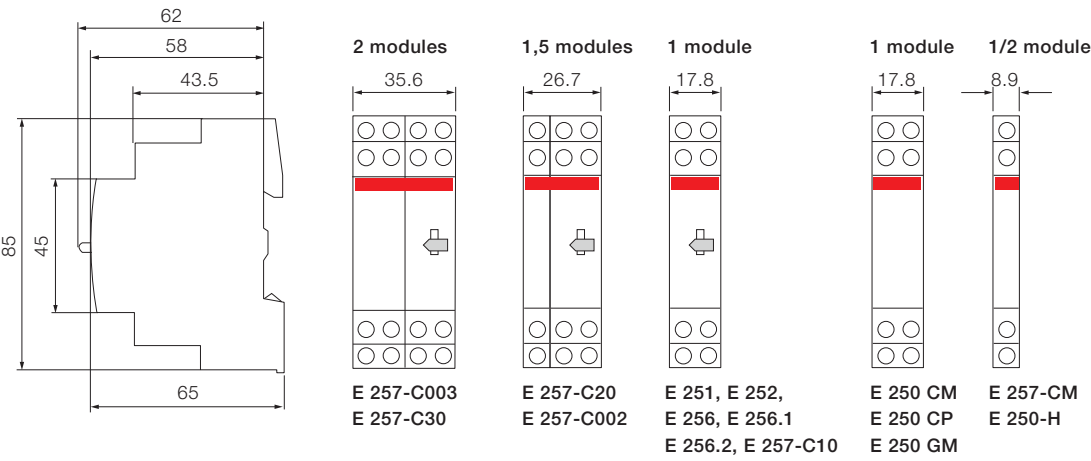 62
58
43.5
85
45
65
2 modules
35.6
E 257-C003
E 257-C30
1,5 modules
26.7
E 257-C20
E 257-C002
1 module
17.8
E 251, E 252,
E 256, E 256.1
E 256.2, E 257-C10
1 module
17.8
E 250 CM
E 250 CP
E 250 GM
1/2 module
8.9
E 257-CM
E 250-H